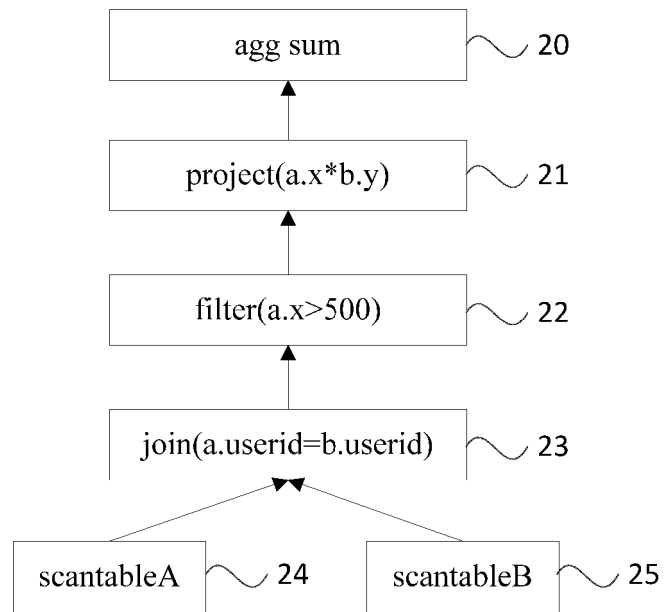 agg sum 20
project(a.x*b.y) 21
filter(a.x>500) 22
join(a.userid=b.userid) 23
scantableA 24 scantableB 25